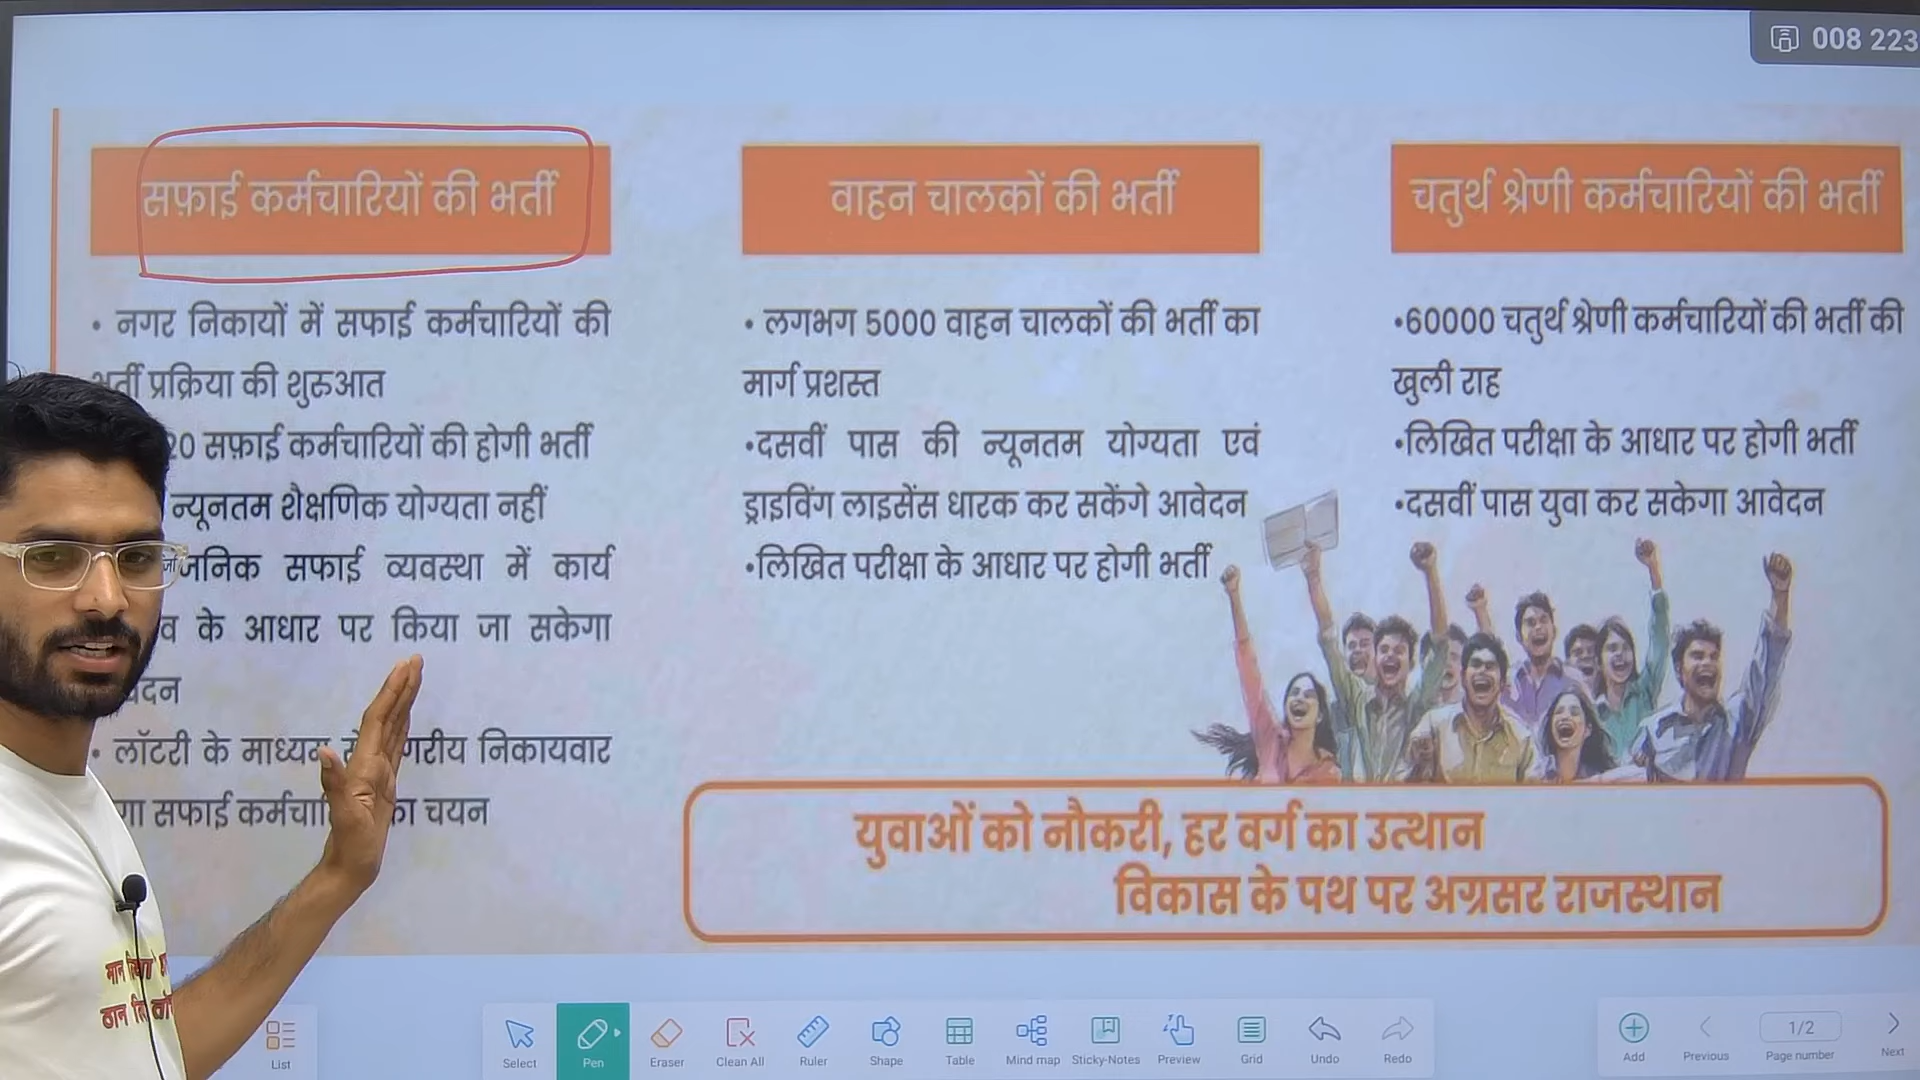 008 223
सफ़ाई कर्मचारियों की भर्ती
• नगर निकायों में सफाई कर्मचारियों की
भर्ती प्रक्रिया की शुरुआत
20 सफ़ाई कर्मचारियों की होगी भर्ती
न्यूनतम शैक्षणिक योग्यता नहीं
जनिक सफाई व्यवस्था में कार्य
के आधार पर किया जा सकेगा
वेदन
• लॉटरी के माध्यम से गरीय निकायवार
गा सफाई कर्मचारि का चयन
वाहन चालकों की भर्ती
• लगभग 5000 वाहन चालकों की भर्ती का
मार्ग प्रशस्त
•दसवीं पास की न्यूनतम योग्यता एवं
ड्राइविंग लाइसेंस धारक कर सकेंगे आवेदन
•लिखित परीक्षा के आधार पर होगी भर्ती
चतुर्थ श्रेणी कर्मचारियों की भर्ती
•60000 चतुर्थ श्रेणी कर्मचारियों की भर्ती की
खुली राह
•लिखित परीक्षा के आधार पर होगी भर्ती
•दसवीं पास युवा कर सकेगा आवेदन
युवाओं को नौकरी, हर वर्ग का उत्थान
विकास के पथ पर अग्रसर राजस्थान
मान
ठान
List
Select
Pen
Eraser
Clean All
Ruler
Shape
Table
Mind map
Sticky-Notes
Preview
Grid
Undo
Redo
Add
Previous
1/2
Page number
Next